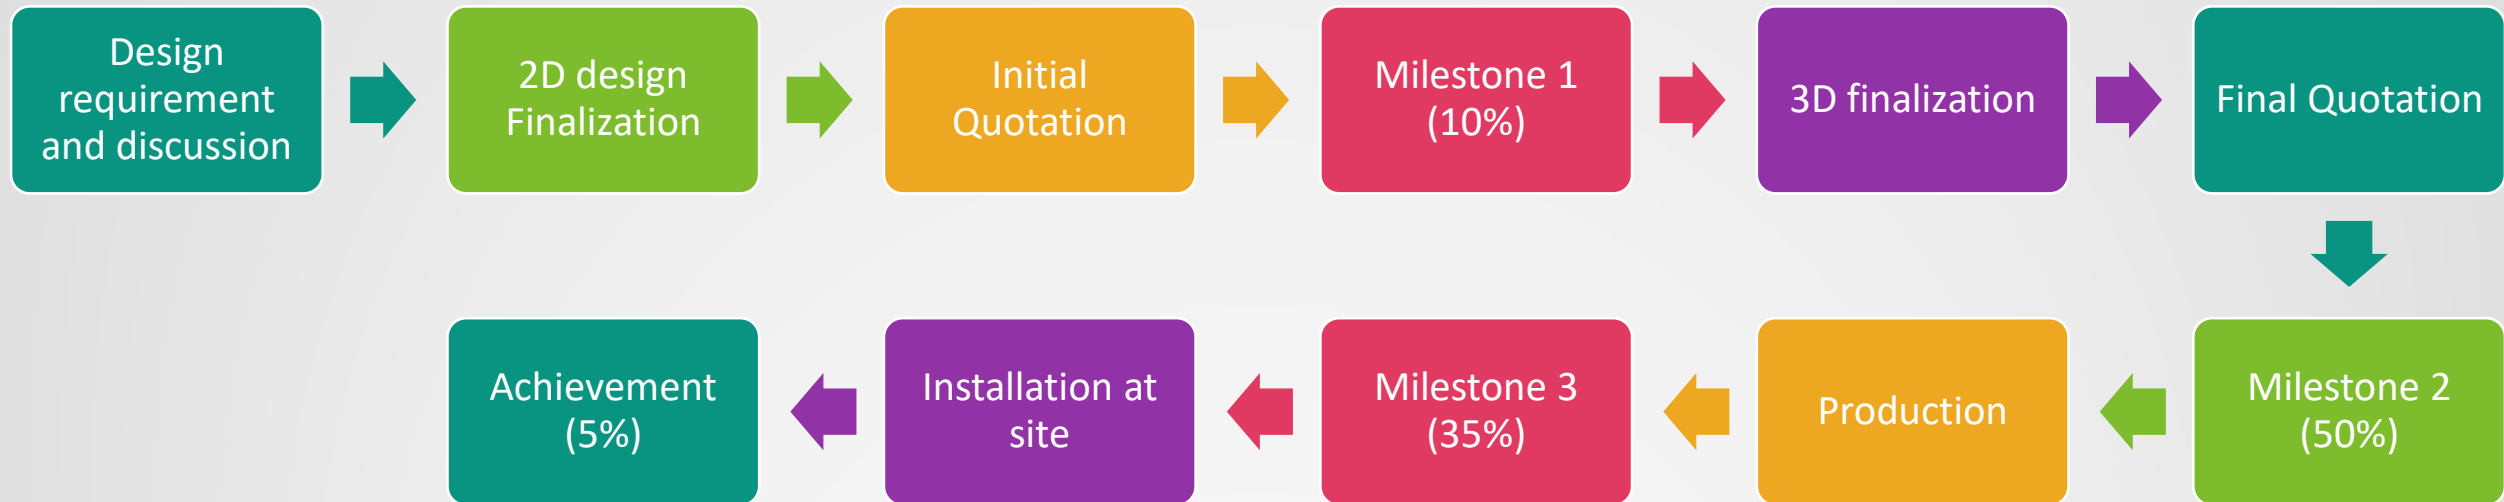 Design
requirement
and discussion
2D design
Finalization
Initial
Quotation
Milestone 1
(10%)
3D finalization
Final Quotation
Milestone 2
(50%)
Production
Milestone 3
(35%)
Installation at
site
Achievement
(5%)